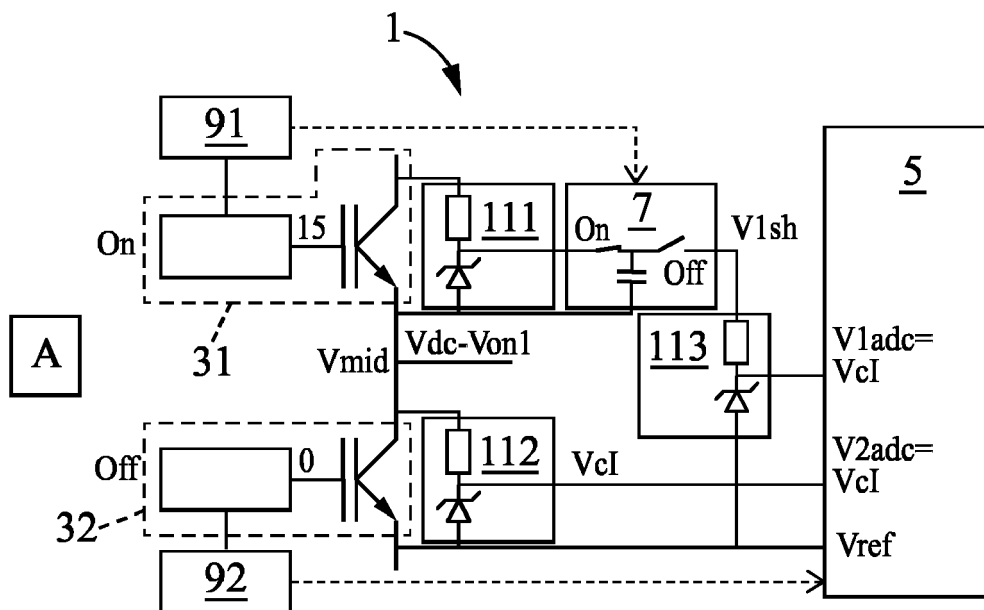 1
91
5
111
7
V1sh
On
15
On
Off
31
A
Vmid
Vdc-Von1
113
V1adc=
VcI
Off
0
112
VcI
V2adc=
VcI
32
92
Vref